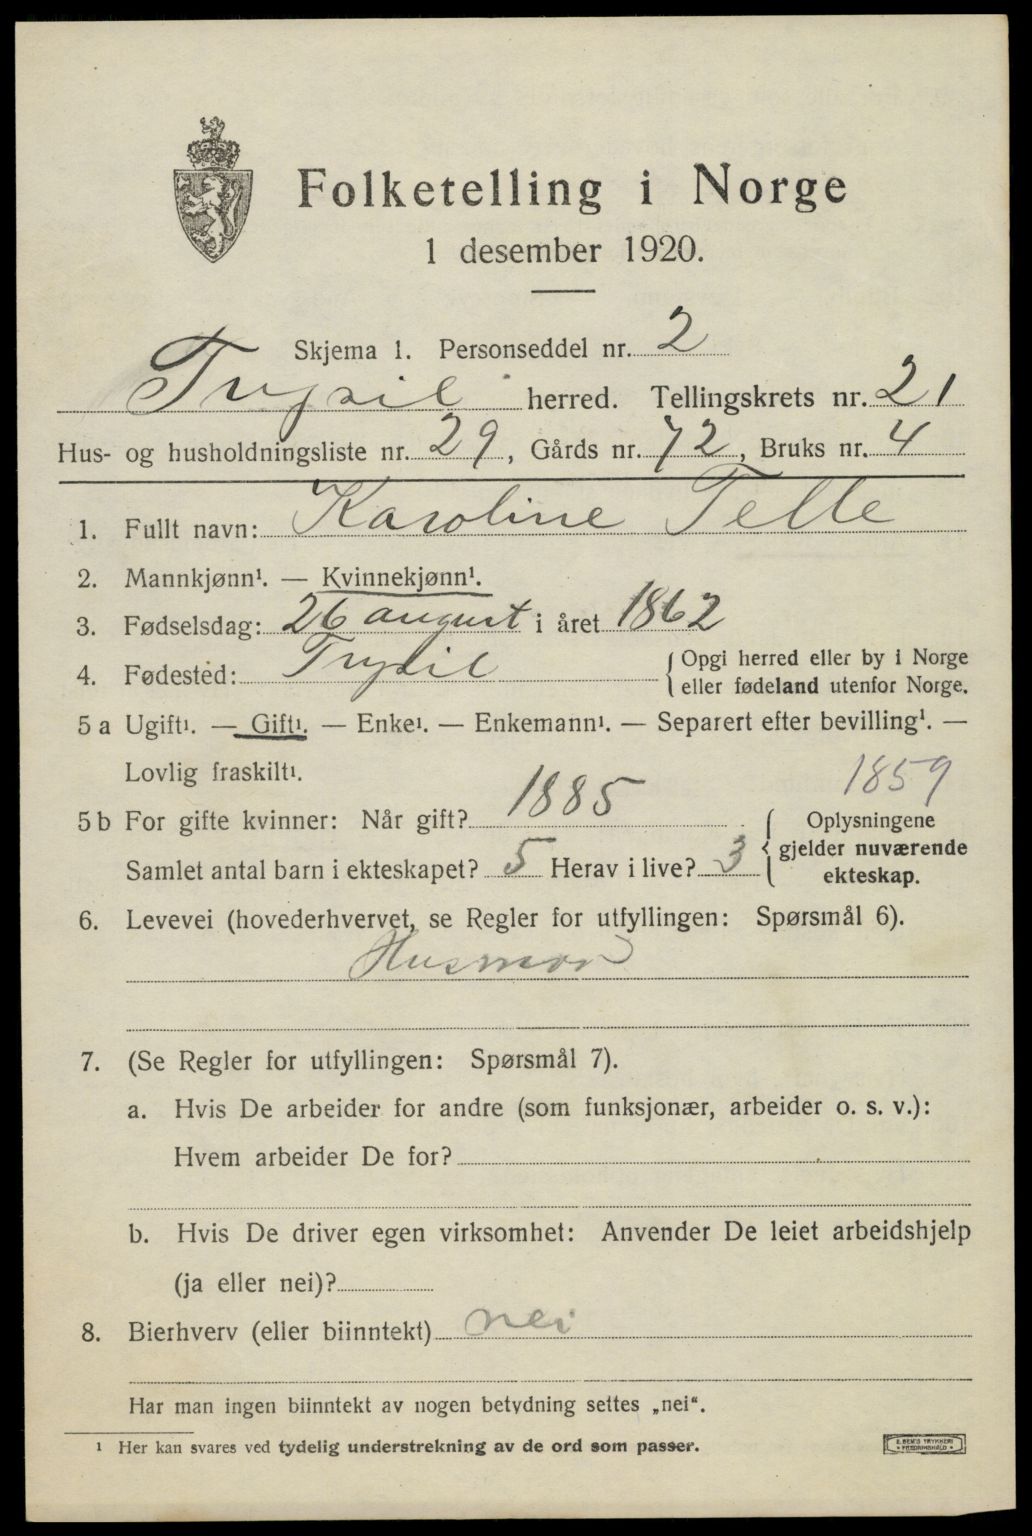 Folketelling i Norge
1 desember 1920.
Skjema 1. Personseddel nr. 2
Trysil herred. Tellingskrets nr. 21
Hus- og husholdningsliste nr. 29, Gårds nr. 72, Bruks nr. 4
1. Fullt navn: Karoline Telle
2. Mannkjønn¹. — Kvinnekjønn¹.
3. Fødselsdag: 26 august i året 1862
4. Fødested: Trysil { Opgi herred eller by i Norge
eller fødeland utenfor Norge.
5 a Ugift¹. — Gift¹. — Enke¹. — Enkemann¹. — Separert efter bevilling¹. —
Lovlig fraskilt¹.
1859
5 b For gifte kvinner: Når gift? 1885
Samlet antal barn i ekteskapet? 5 Herav i live? 3
{ Oplysningene
gjelder nuværende
ekteskap.
6. Levevei (hovederhvervet, se Regler for utfyllingen: Spørsmål 6).
Husmor
7. (Se Regler for utfyllingen: Spørsmål 7).
a. Hvis De arbeider for andre (som funksjonær, arbeider o. s. v.):
Hvem arbeider De for?
b. Hvis De driver egen virksomhet: Anvender De leiet arbeidshjelp
(ja eller nei)?
8. Bierhverv (eller biinntekt) nei
Har man ingen biinntekt av nogen betydning settes „nei“.
¹ Her kan svares ved tydelig understrekning av de ord som passer.
E. SEM'S TRYKKERI
• FREDRIKSHALD •